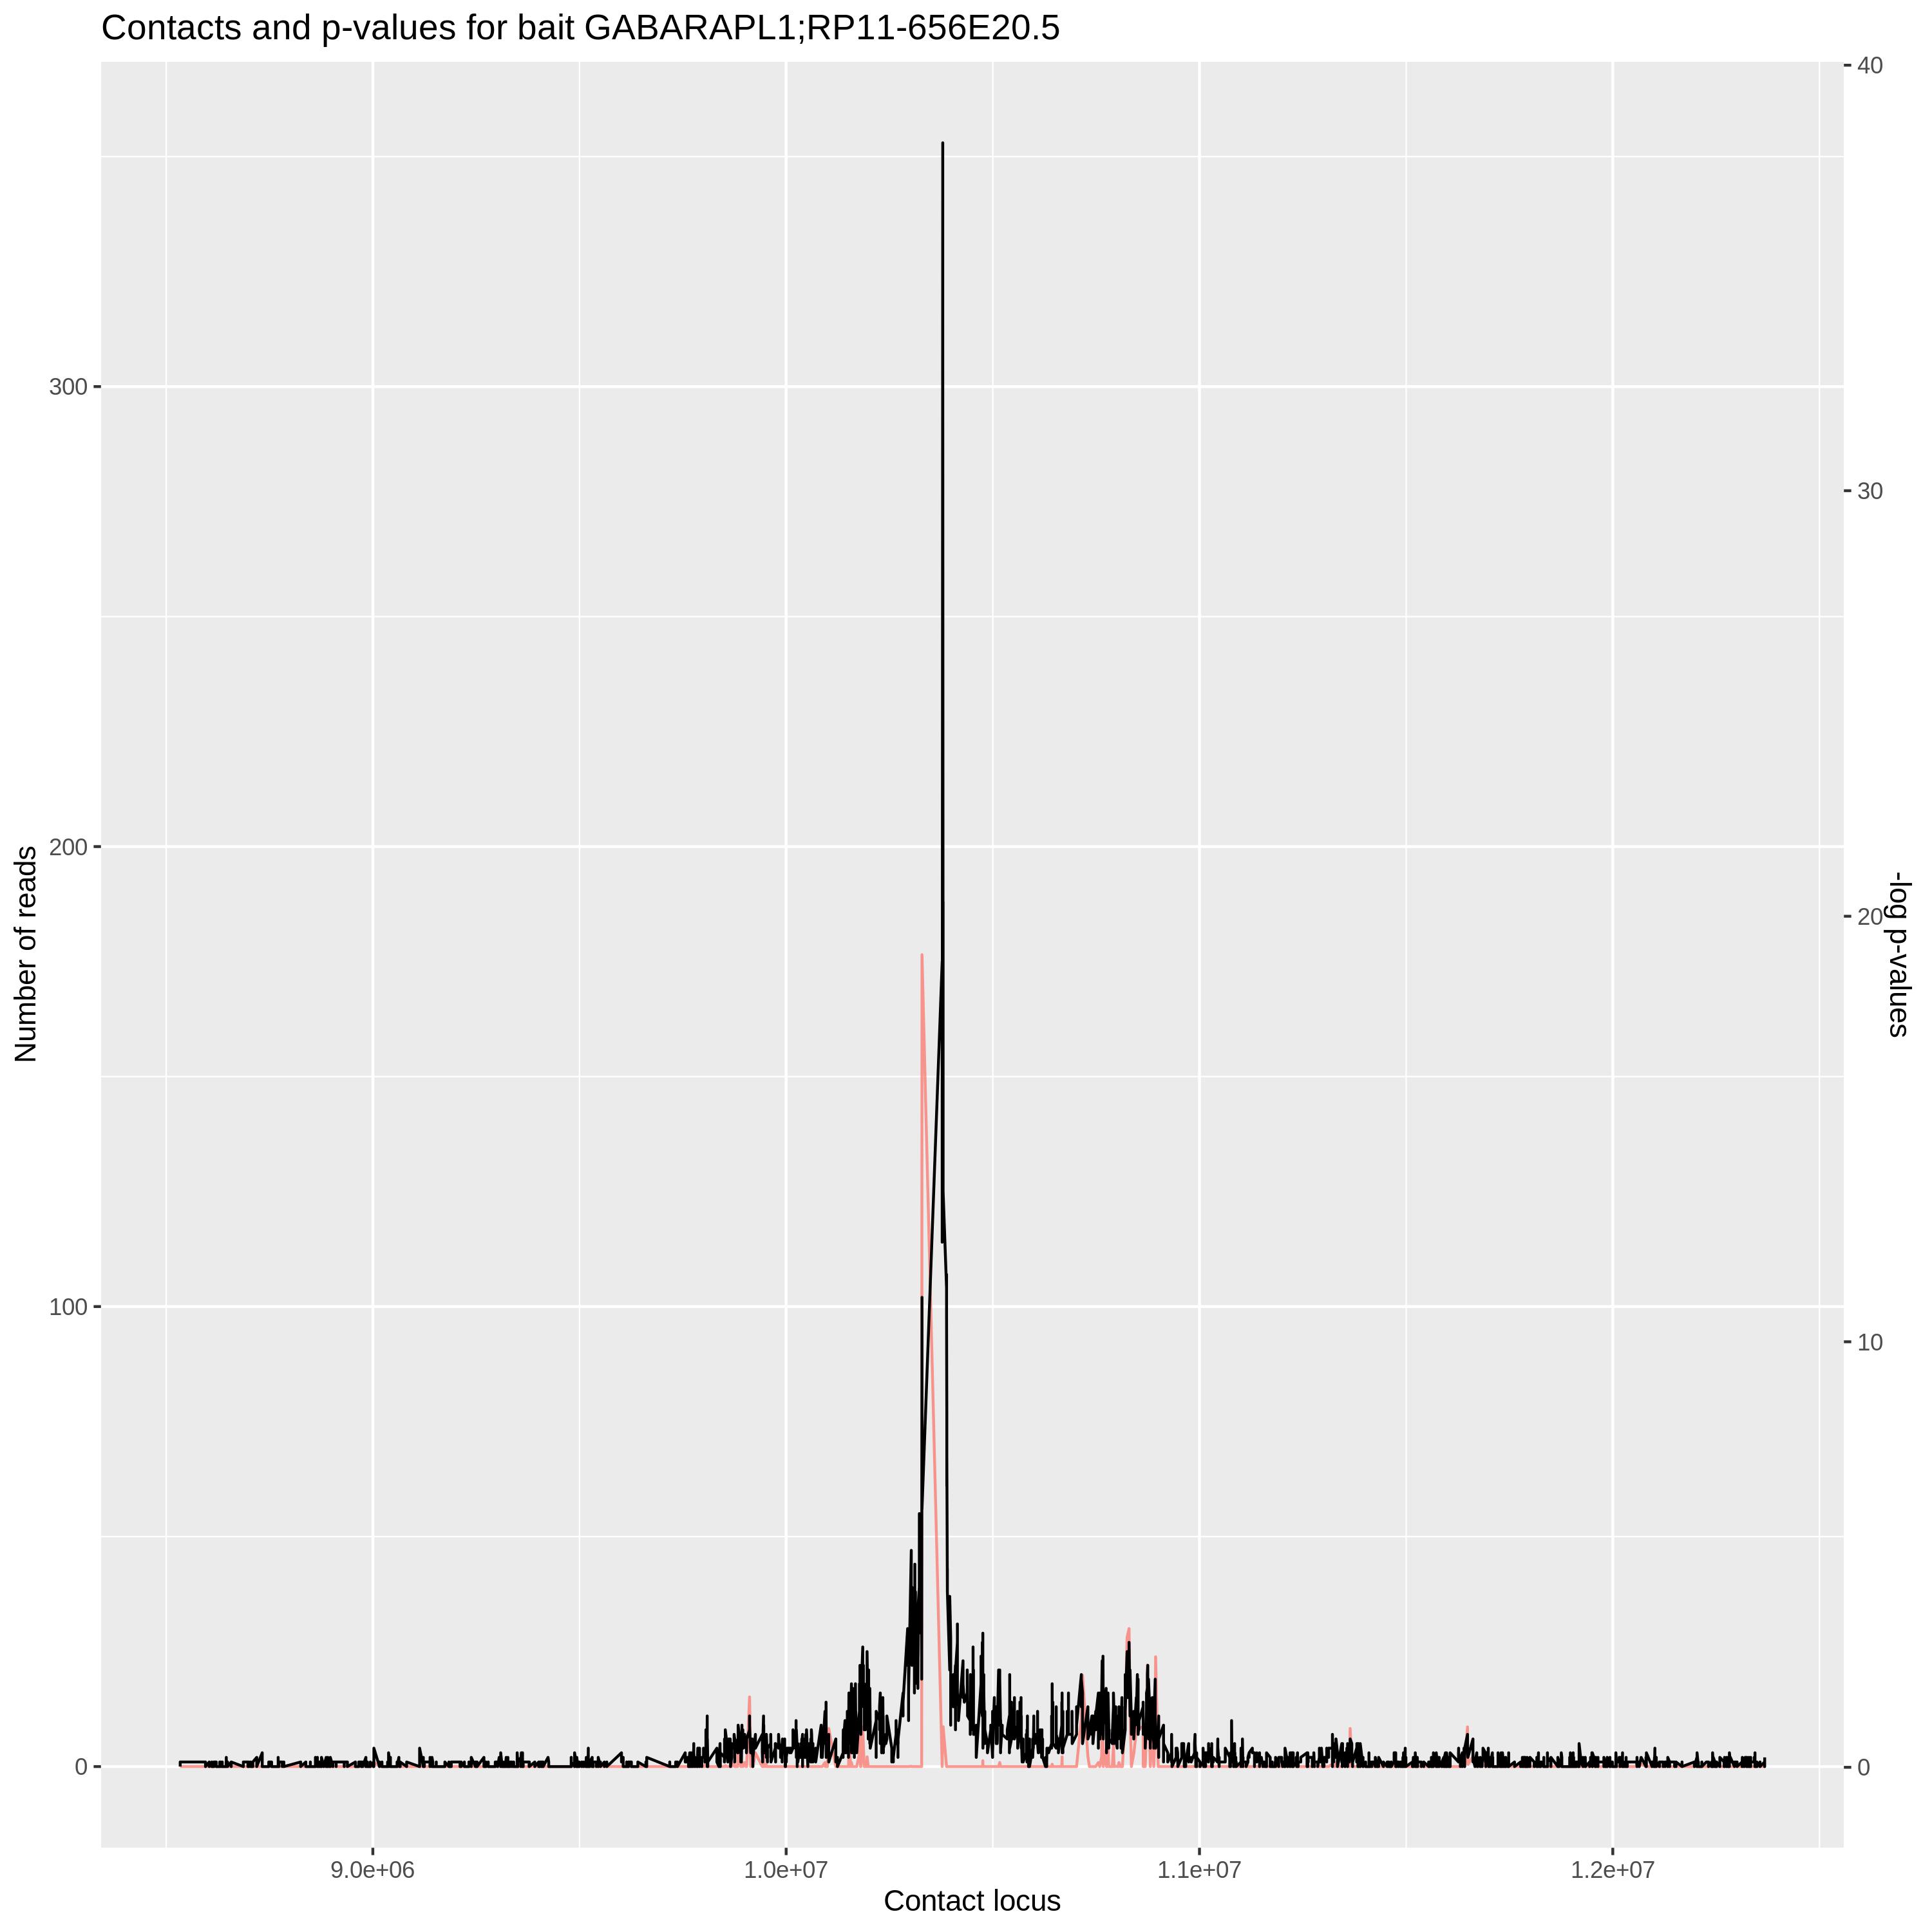 Contacts and p-values for bait GABARAPL1;RP11-656E20.5
Number of reads
300
200
100
0
40
30
20
10
0
-log p-values
9.0e+06
1.0e+07
1.1e+07
1.2e+07
Contact locus